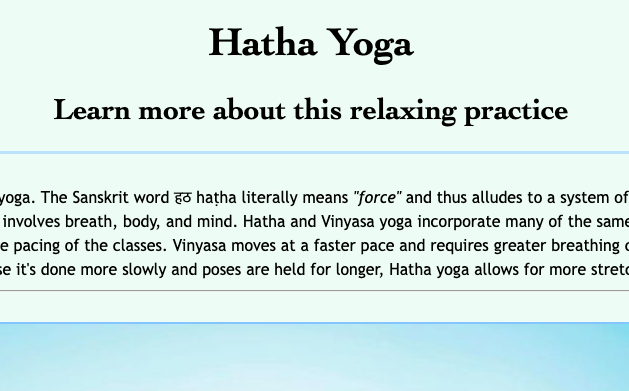 Hatha Yoga
Learn more about this relaxing practice
yoga. The Sanskrit word हठ haṭha literally means "force" and thus alludes to a system of
involves breath, body, and mind. Hatha and Vinyasa yoga incorporate many of the same
pacing of the classes. Vinyasa moves at a faster pace and requires greater breathing
it's done more slowly and poses are held for longer, Hatha yoga allows for more